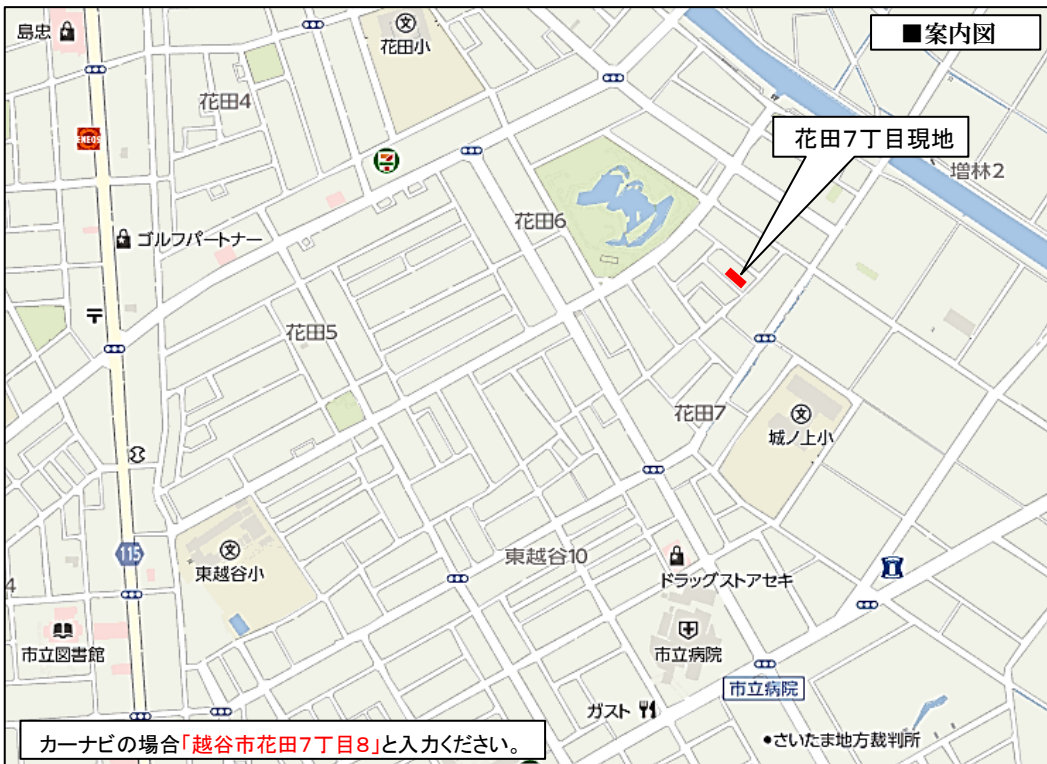 島忠
花田小
■案内図
花田4
ENEOS
7
花田7丁目現地
増林2
花田6
ゴルフパートナー
〒
花田5
花田7
文
城ノ上小
文
115
東越谷小
東越谷10
ドラッグストアセキ
4
市立図書館
市立病院
市立病院
ガスト
さいたま地方裁判所
カーナビの場合「越谷市花田7丁目8」と入力ください。